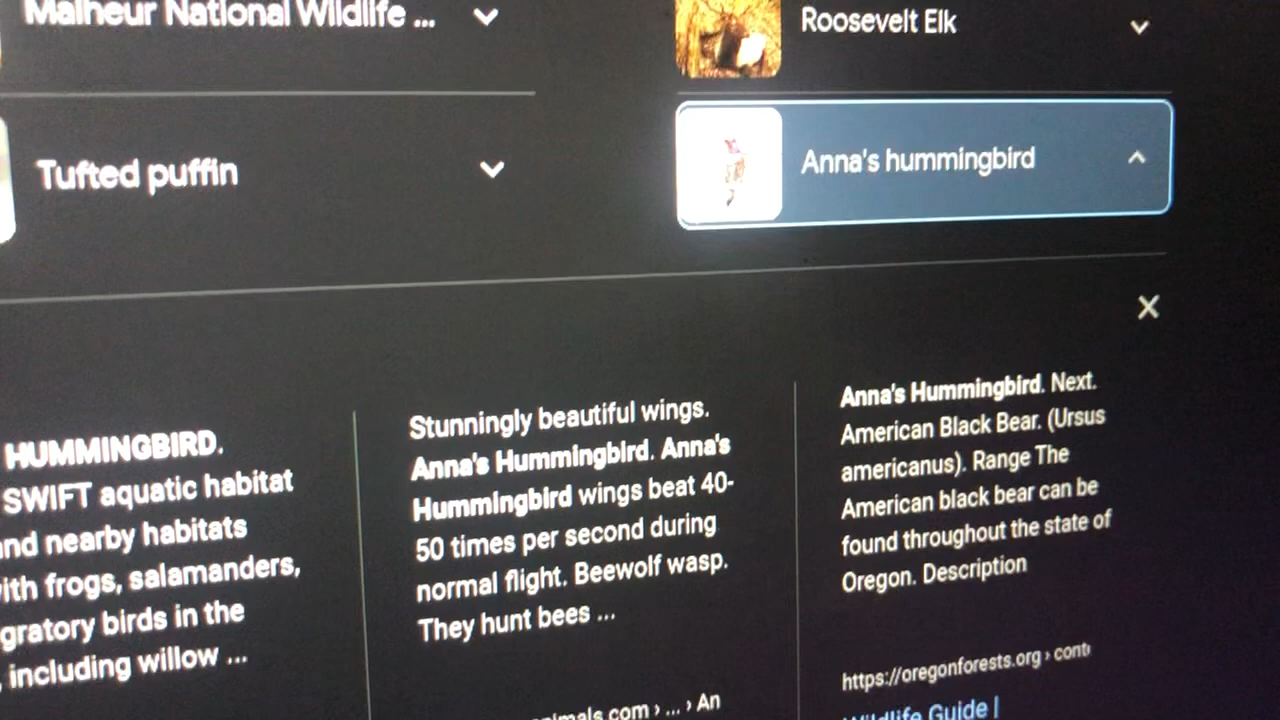 Malheur National Wildlife ...
Roosevelt Elk
Tufted puffin
Anna's hummingbird
HUMMINGBIRD.
SWIFT aquatic habitat
and nearby habitats
with frogs, salamanders,
gratory birds in the
, including willow ...
Stunningly beautiful wings.
Anna's Hummingbird. Anna's
Hummingbird wings beat 40-
50 times per second during
normal flight. Beewolf wasp.
They hunt bees ...
nimals.com › ... › An
Anna's Hummingbird. Next.
American Black Bear. (Ursus
americanus). Range The
American black bear can be
found throughout the state of
Oregon. Description
https://oregonforests.org › cont
Wildlife Guide |